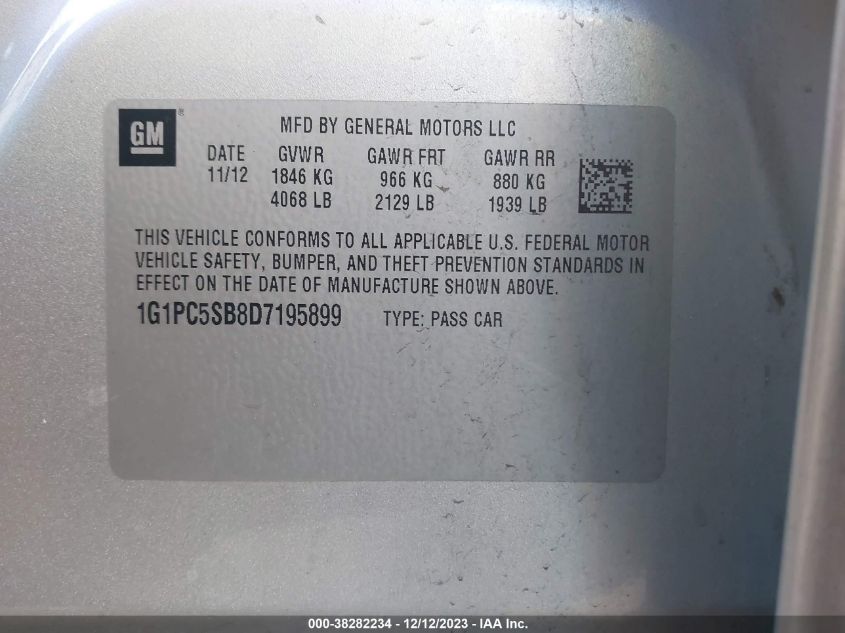 GM ®
MFD BY GENERAL MOTORS LLC
DATE GVWR GAWR FRT GAWR RR
11/12 1846 KG 966 KG 880 KG
4068 LB 2129 LB 1939 LB
THIS VEHICLE CONFORMS TO ALL APPLICABLE U.S. FEDERAL MOTOR
VEHICLE SAFETY, BUMPER, AND THEFT PREVENTION STANDARDS IN
EFFECT ON THE DATE OF MANUFACTURE SHOWN ABOVE.
1G1PC5SB8D7195899 TYPE: PASS CAR
000-38282234 - 12/12/2023 - IAA Inc.